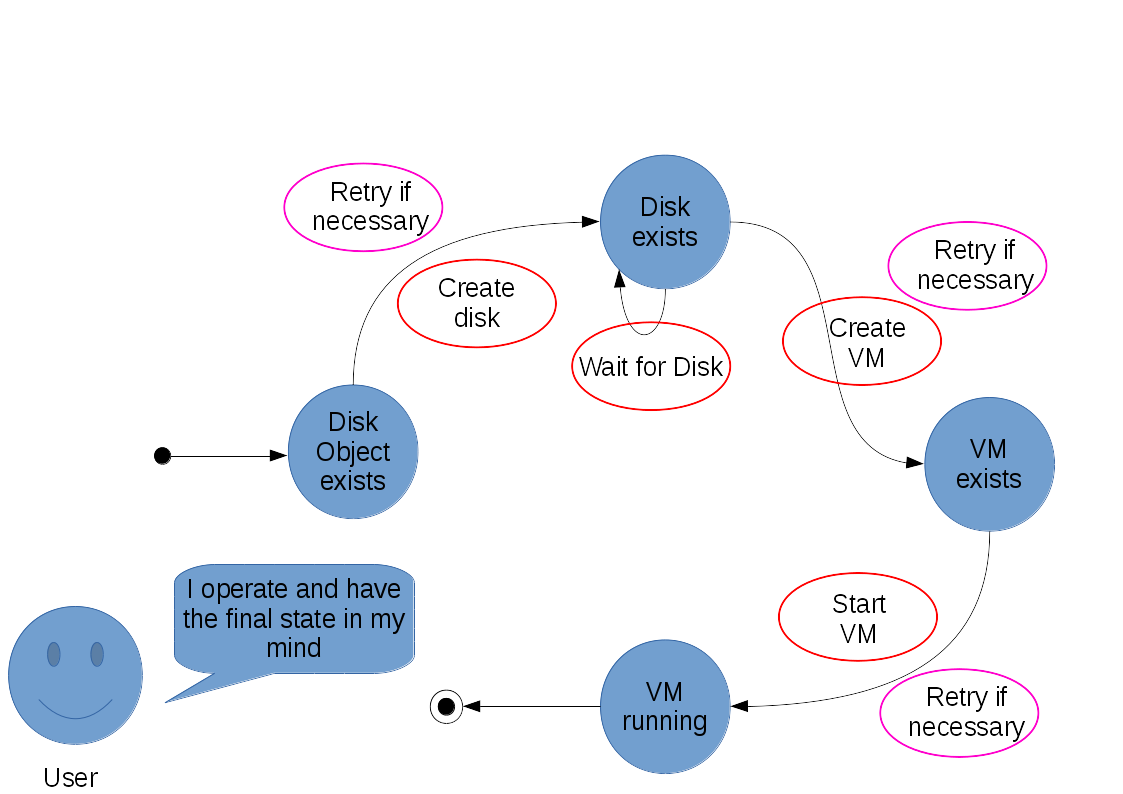 Retry if
necessary
Disk
exists
Create
disk
Wait for Disk
Retry if
necessary
Create
VM
Disk
Object
exists
VM
exists
I operate and have
the final state in my
mind
Start
VM
VM
running
Retry if
necessary
User